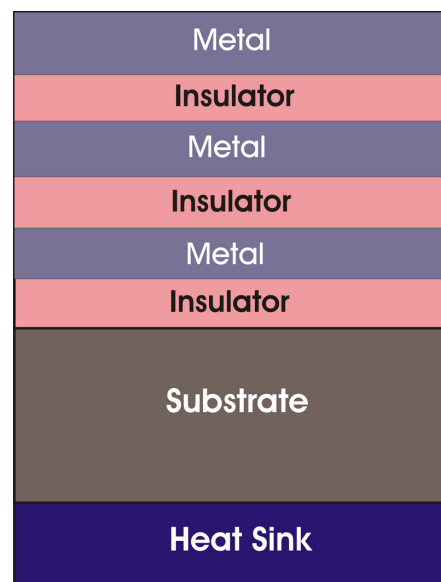 Metal
Insulator
Metal
Insulator
Metal
Insulator
Substrate
Heat Sink